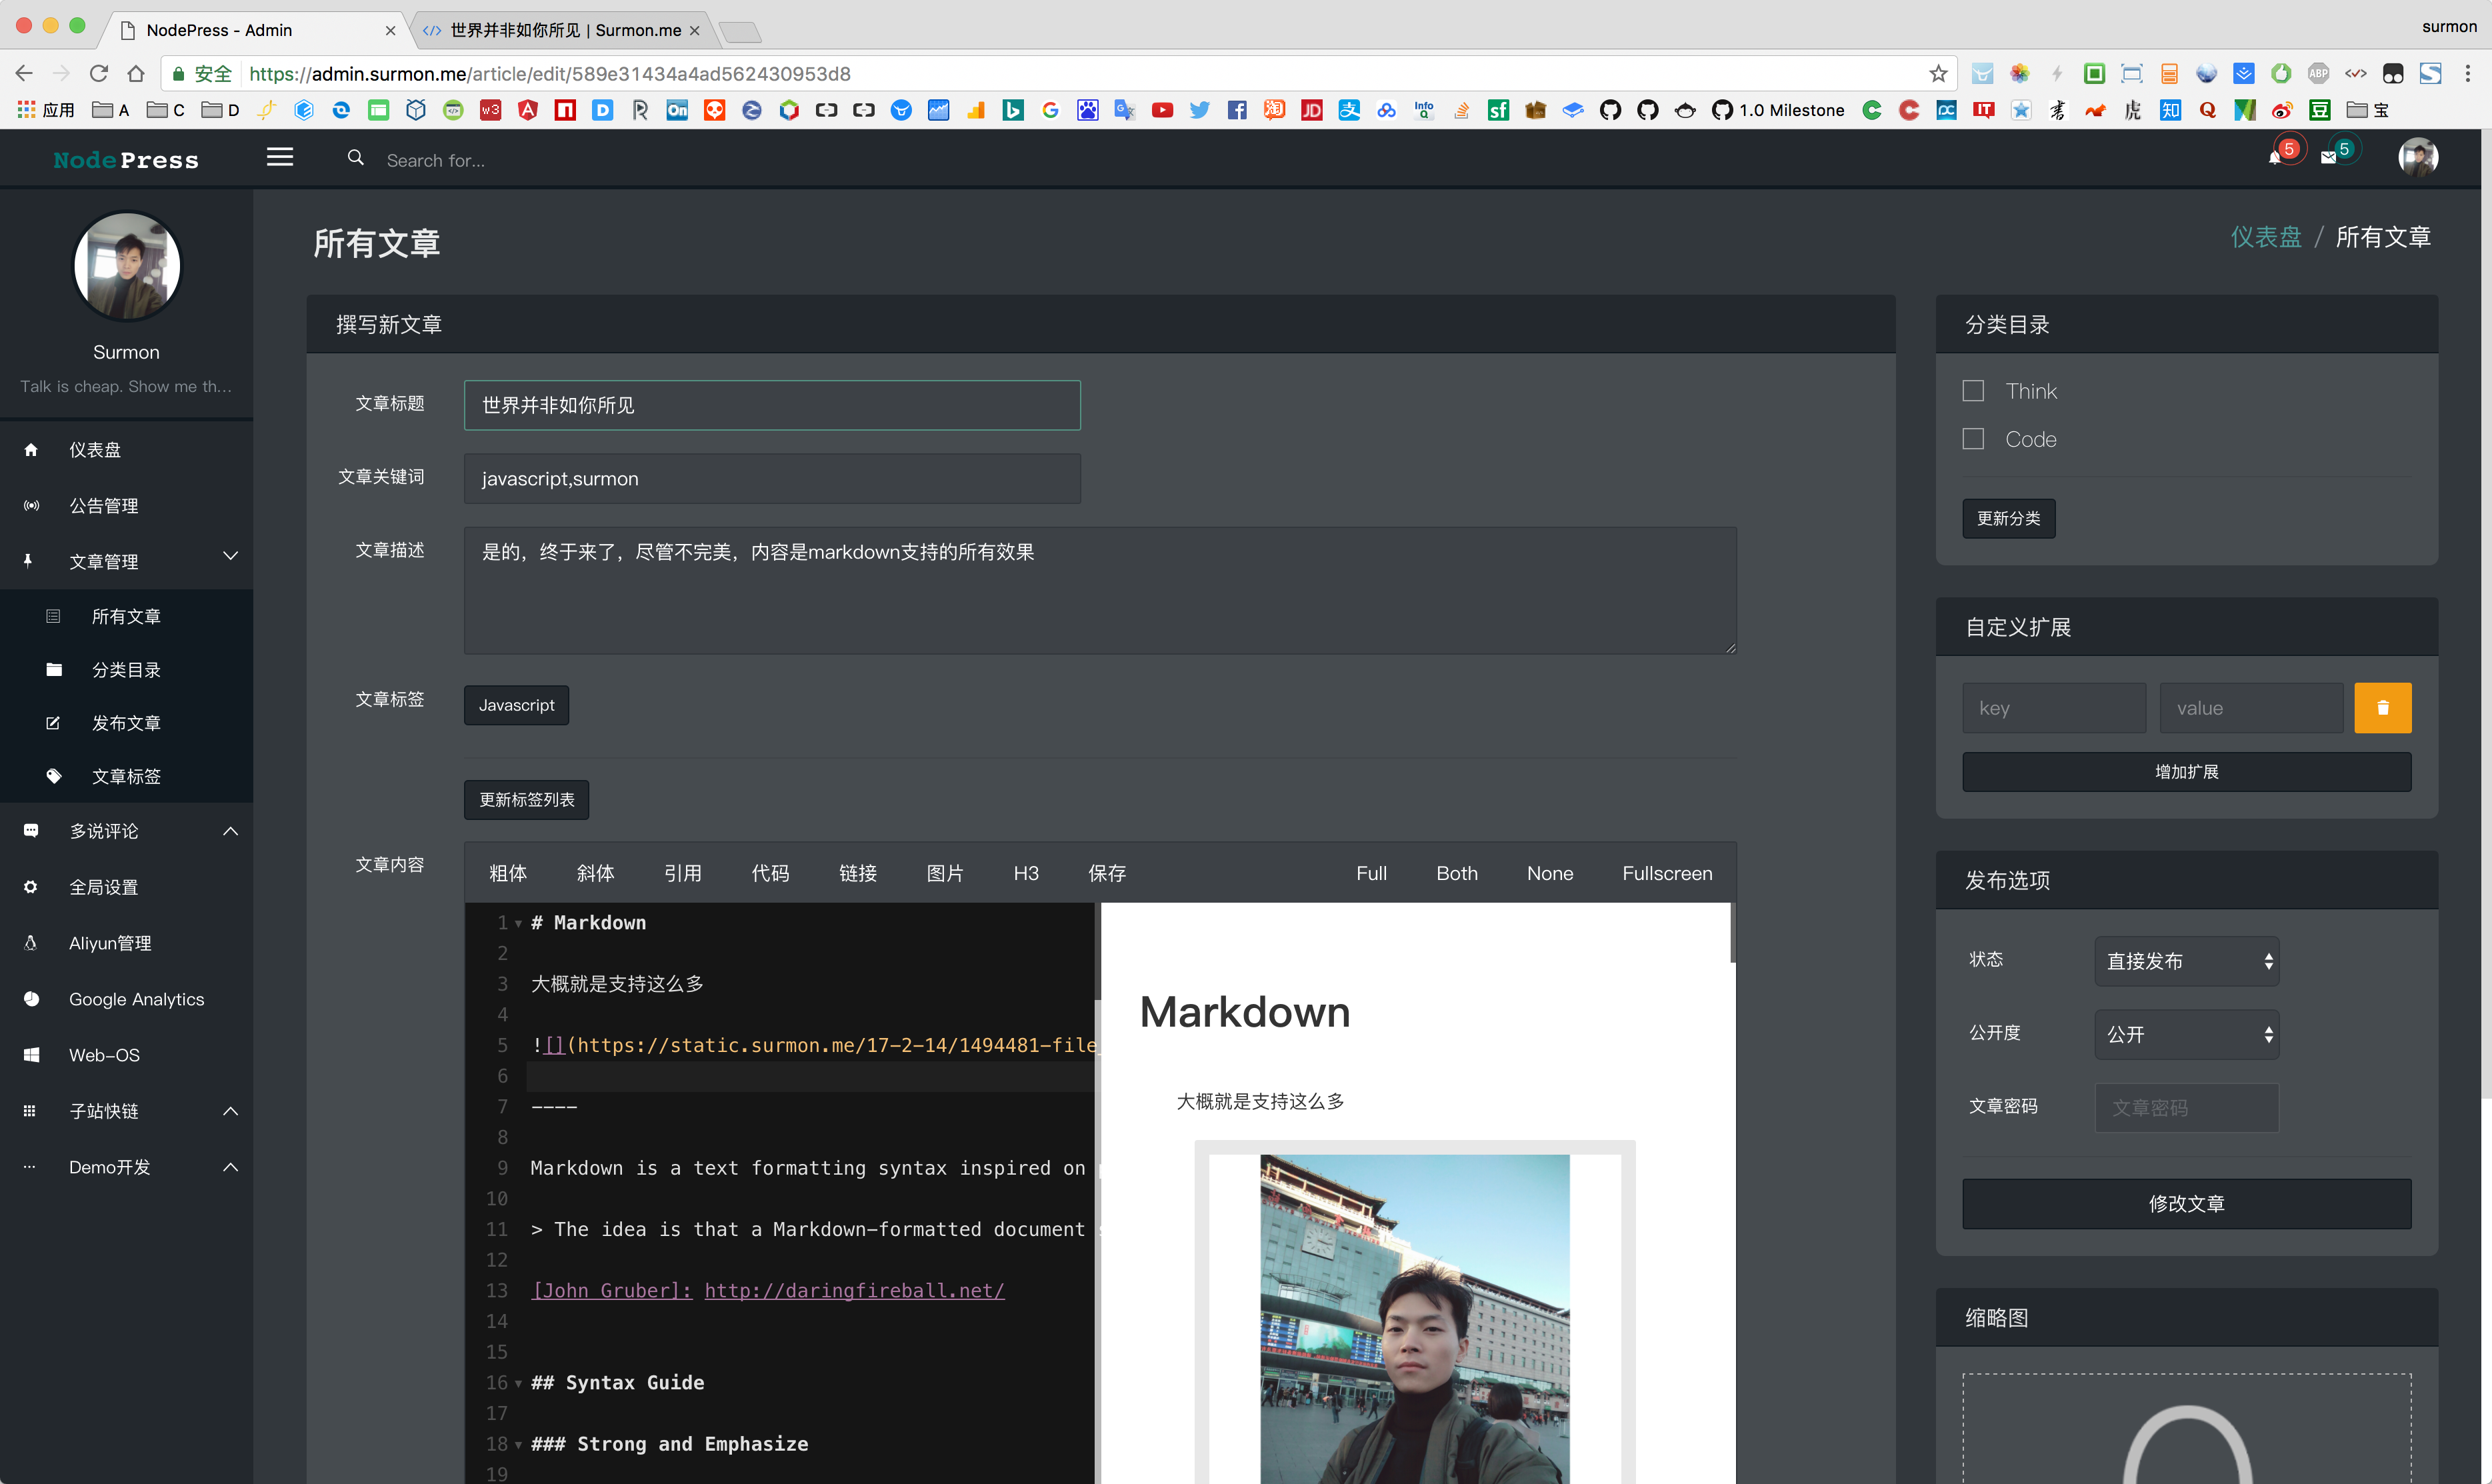 NodePress - Admin
世界并非如你所见 | Surmon.me
surmon
安全
https://admin.surmon.me/article/edit/589e31434a4ad562430953d8
应用
A
C
D
1.0 Milestone
宝
NodePress
Search for...
5
5
Surmon
Talk is cheap. Show me th...
仪表盘
公告管理
文章管理
所有文章
分类目录
发布文章
文章标签
多说评论
全局设置
Aliyun管理
Google Analytics
Web-OS
子站快链
Demo开发
所有文章
仪表盘 / 所有文章
撰写新文章
文章标题
世界并非如你所见
文章关键词
javascript,surmon
文章描述
是的，终于来了，尽管不完美，内容是markdown支持的所有效果
文章标签
Javascript
更新标签列表
文章内容
粗体 斜体 引用 代码 链接 图片 H3 保存 Full Both None Fullscreen
1 # Markdown
2
3 大概就是支持这么多
4
5 ![](https://static.surmon.me/17-2-14/1494481-file_
6
7 ----
8
9 Markdown is a text formatting syntax inspired on
10
11 > The idea is that a Markdown-formatted document
12
13 [John Gruber]: http://daringfireball.net/
14
15
16 ## Syntax Guide
17
18 ### Strong and Emphasize
19
Markdown
大概就是支持这么多
分类目录
Think
Code
更新分类
自定义扩展
key
value
增加扩展
发布选项
状态
直接发布
公开度
公开
文章密码
文章密码
修改文章
缩略图